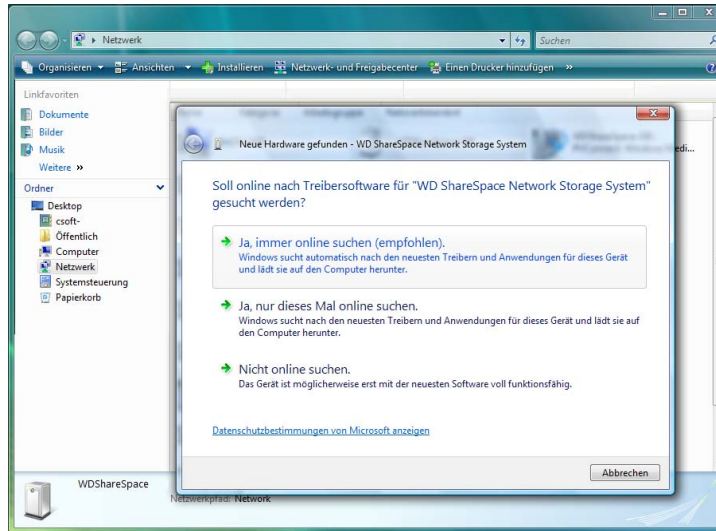 Netzwerk
Suchen
Organisieren Ansichten Installieren Netzwerk- und Freigabecenter Einen Drucker hinzufügen »
Linkfavoriten
Dokumente
Bilder
Musik
Weitere »
Ordner
Desktop
csoft-
Öffentlich
Computer
Netzwerk
Systemsteuerung
Papierkorb
Neue Hardware gefunden - WD ShareSpace Network Storage System
Soll online nach Treibersoftware für "WD ShareSpace Network Storage System"
gesucht werden?
Ja, immer online suchen (empfohlen).
Windows sucht automatisch nach den neuesten Treibern und Anwendungen für dieses Gerät
und lädt sie auf den Computer herunter.
Ja, nur dieses Mal online suchen.
Windows sucht nach den neuesten Treibern und Anwendungen für dieses Gerät und lädt sie auf
den Computer herunter.
Nicht online suchen.
Das Gerät ist möglicherweise erst mit der neuesten Software voll funktionsfähig.
Datenschutzbestimmungen von Microsoft anzeigen
Abbrechen
WDShareSpace
Netzwerkpfad: Network